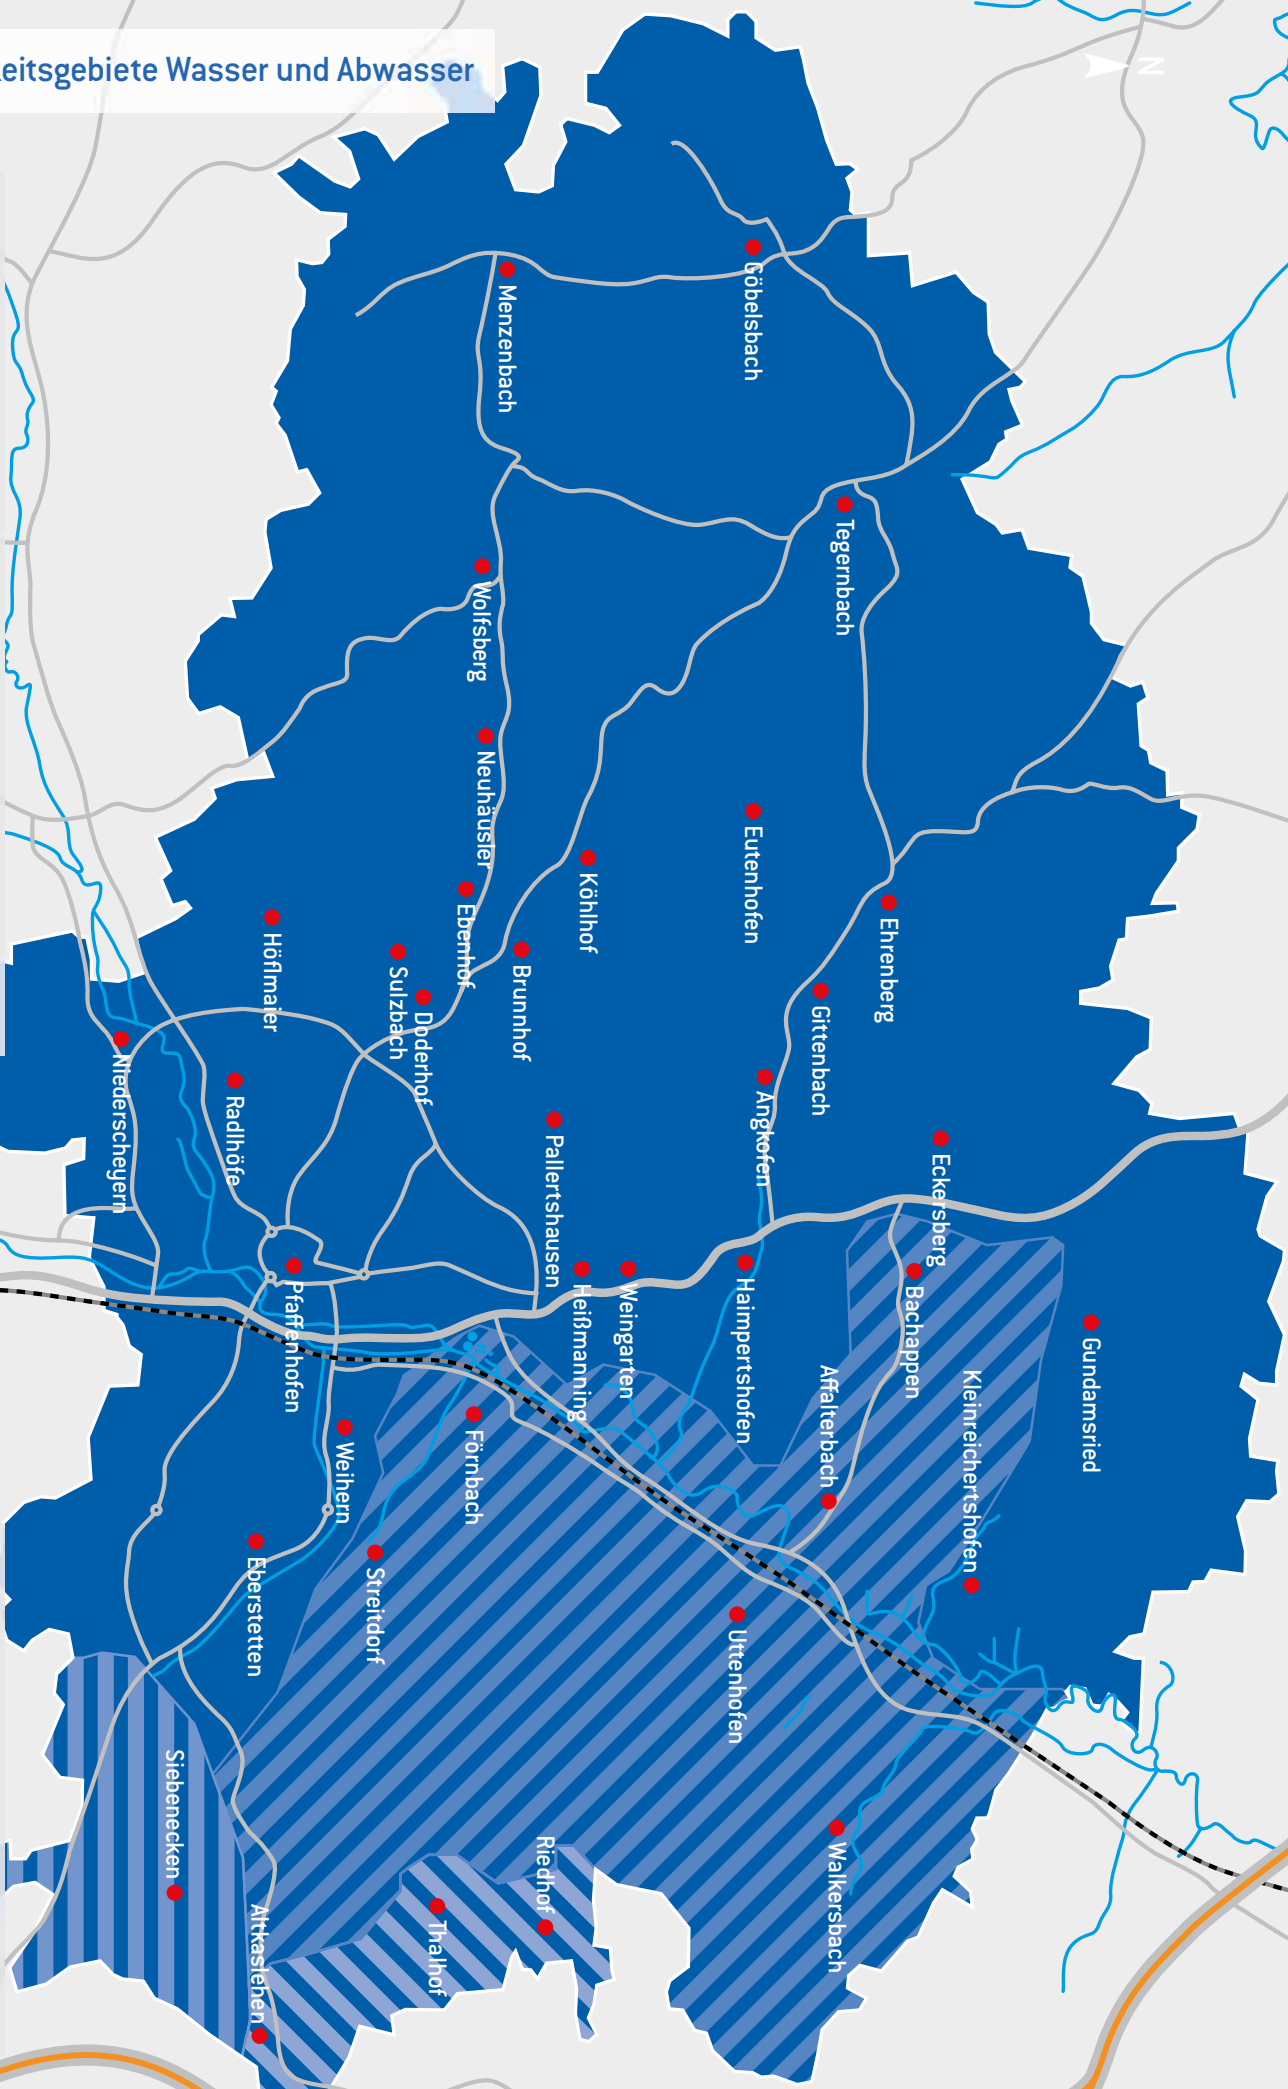 eitsgebiete Wasser und Abwasser
N
Göbelsbach
Menzenbach
Tegernbach
Wolfsberg
Neuhäusler
Eutenhofen
Köhlhof
Ebenhof
Ehrenberg
Höflmaier
Sulzbach
Brunnhof
Doderhof
Gittenbach
Niederscheyern
Radlhöfe
Angkofen
Pallertshausen
Eckersberg
Pfaffenhofen
Heißmanning
Weingarten
Haimpertshofen
Bachappen
Gundamsried
Affalterbach
Kleinreichertshofen
Weihern
Förnbach
Eberstetten
Streitdorf
Uttenhofen
Siebenecken
Riedhof
Walkersbach
Altkaslehen
Thalhof